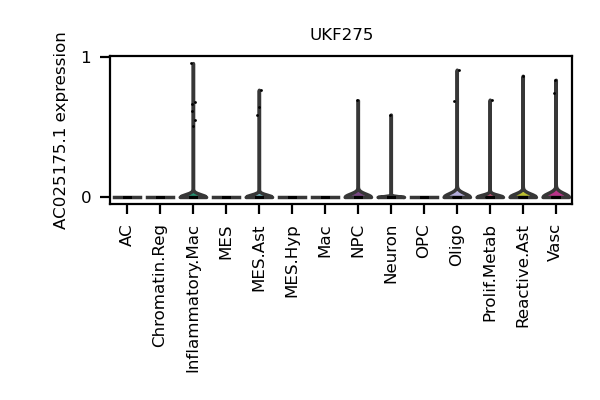 UKF275
AC025175.1 expression
1
0
AC
Chromatin.Reg
Inflammatory.Mac
MES
MES.Ast
MES.Hyp
Mac
NPC
Neuron
OPC
Oligo
Prolif.Metab
Reactive.Ast
Vasc